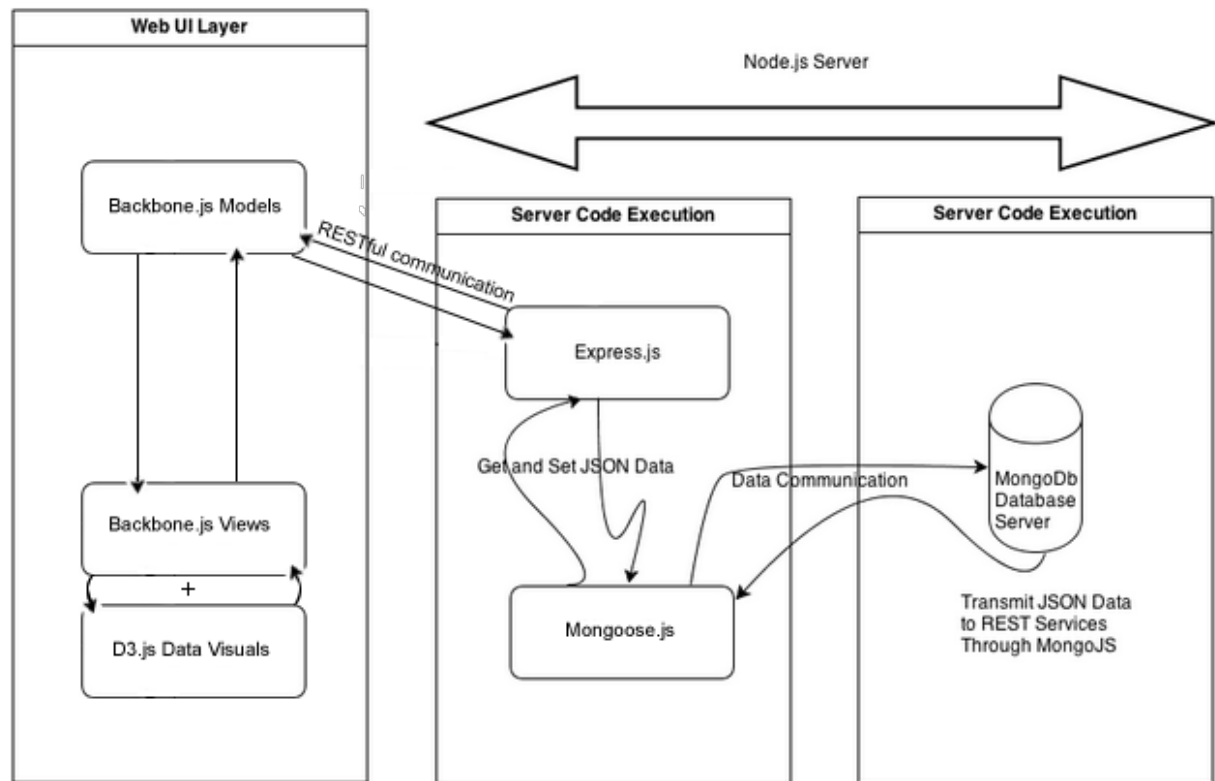 Web UI Layer
Node.js Server
Backbone.js Models
RESTful communication
Server Code Execution
Server Code Execution
Express.js
Get and Set JSON Data
Data Communication
MongoDb
Database
Server
Backbone.js Views
+
D3.js Data Visuals
Mongoose.js
Transmit JSON Data
to REST Services
Through MongoJS